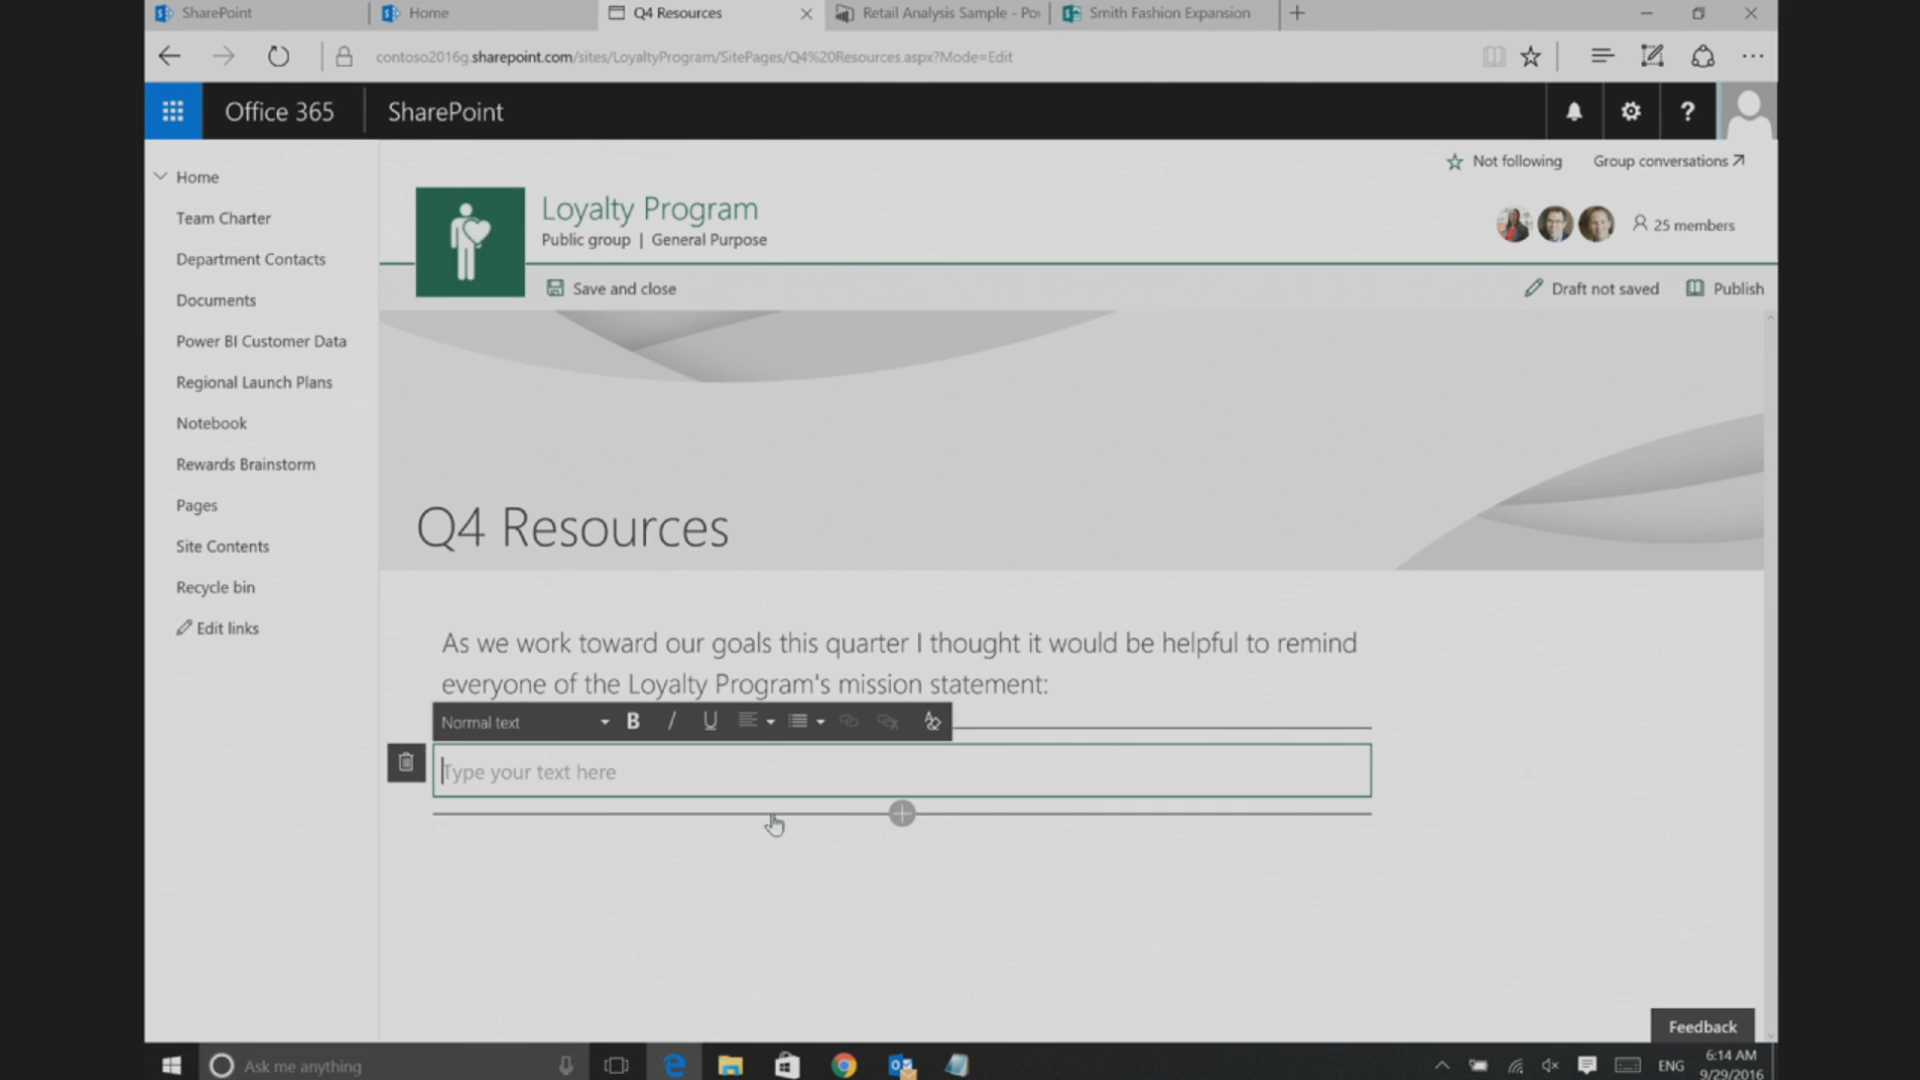 SharePoint
Home
Q4 Resources
Retail Analysis Sample - Po
Smith Fashion Expansion
contoso2016g.sharepoint.com/sites/LoyaltyProgram/SitePages/Q4%20Resources.aspx?Mode=Edit
Office 365
SharePoint
?
Not following
Group conversations
Home
Team Charter
Department Contacts
Documents
Power BI Customer Data
Regional Launch Plans
Notebook
Rewards Brainstorm
Pages
Site Contents
Recycle bin
Edit links
Loyalty Program
Public group | General Purpose
25 members
Save and close
Draft not saved
Publish
Q4 Resources
As we work toward our goals this quarter I thought it would be helpful to remind
everyone of the Loyalty Program's mission statement:
Normal text
B
I
U
Type your text here
Feedback
Ask me anything
ENG
6:14 AM
9/29/2016